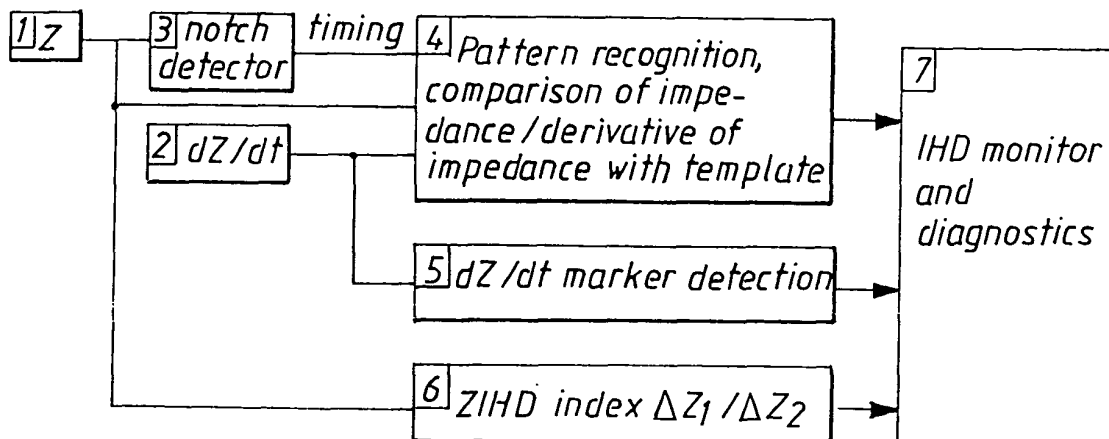 1 Z
3 notch
detector
timing
4 Pattern recognition,
comparison of impe-
dance/derivative of
impedance with template
2 dZ/dt
5 dZ/dt marker detection
6 ZIHD index ΔZ1/ΔZ2
7
IHD monitor
and
diagnostics